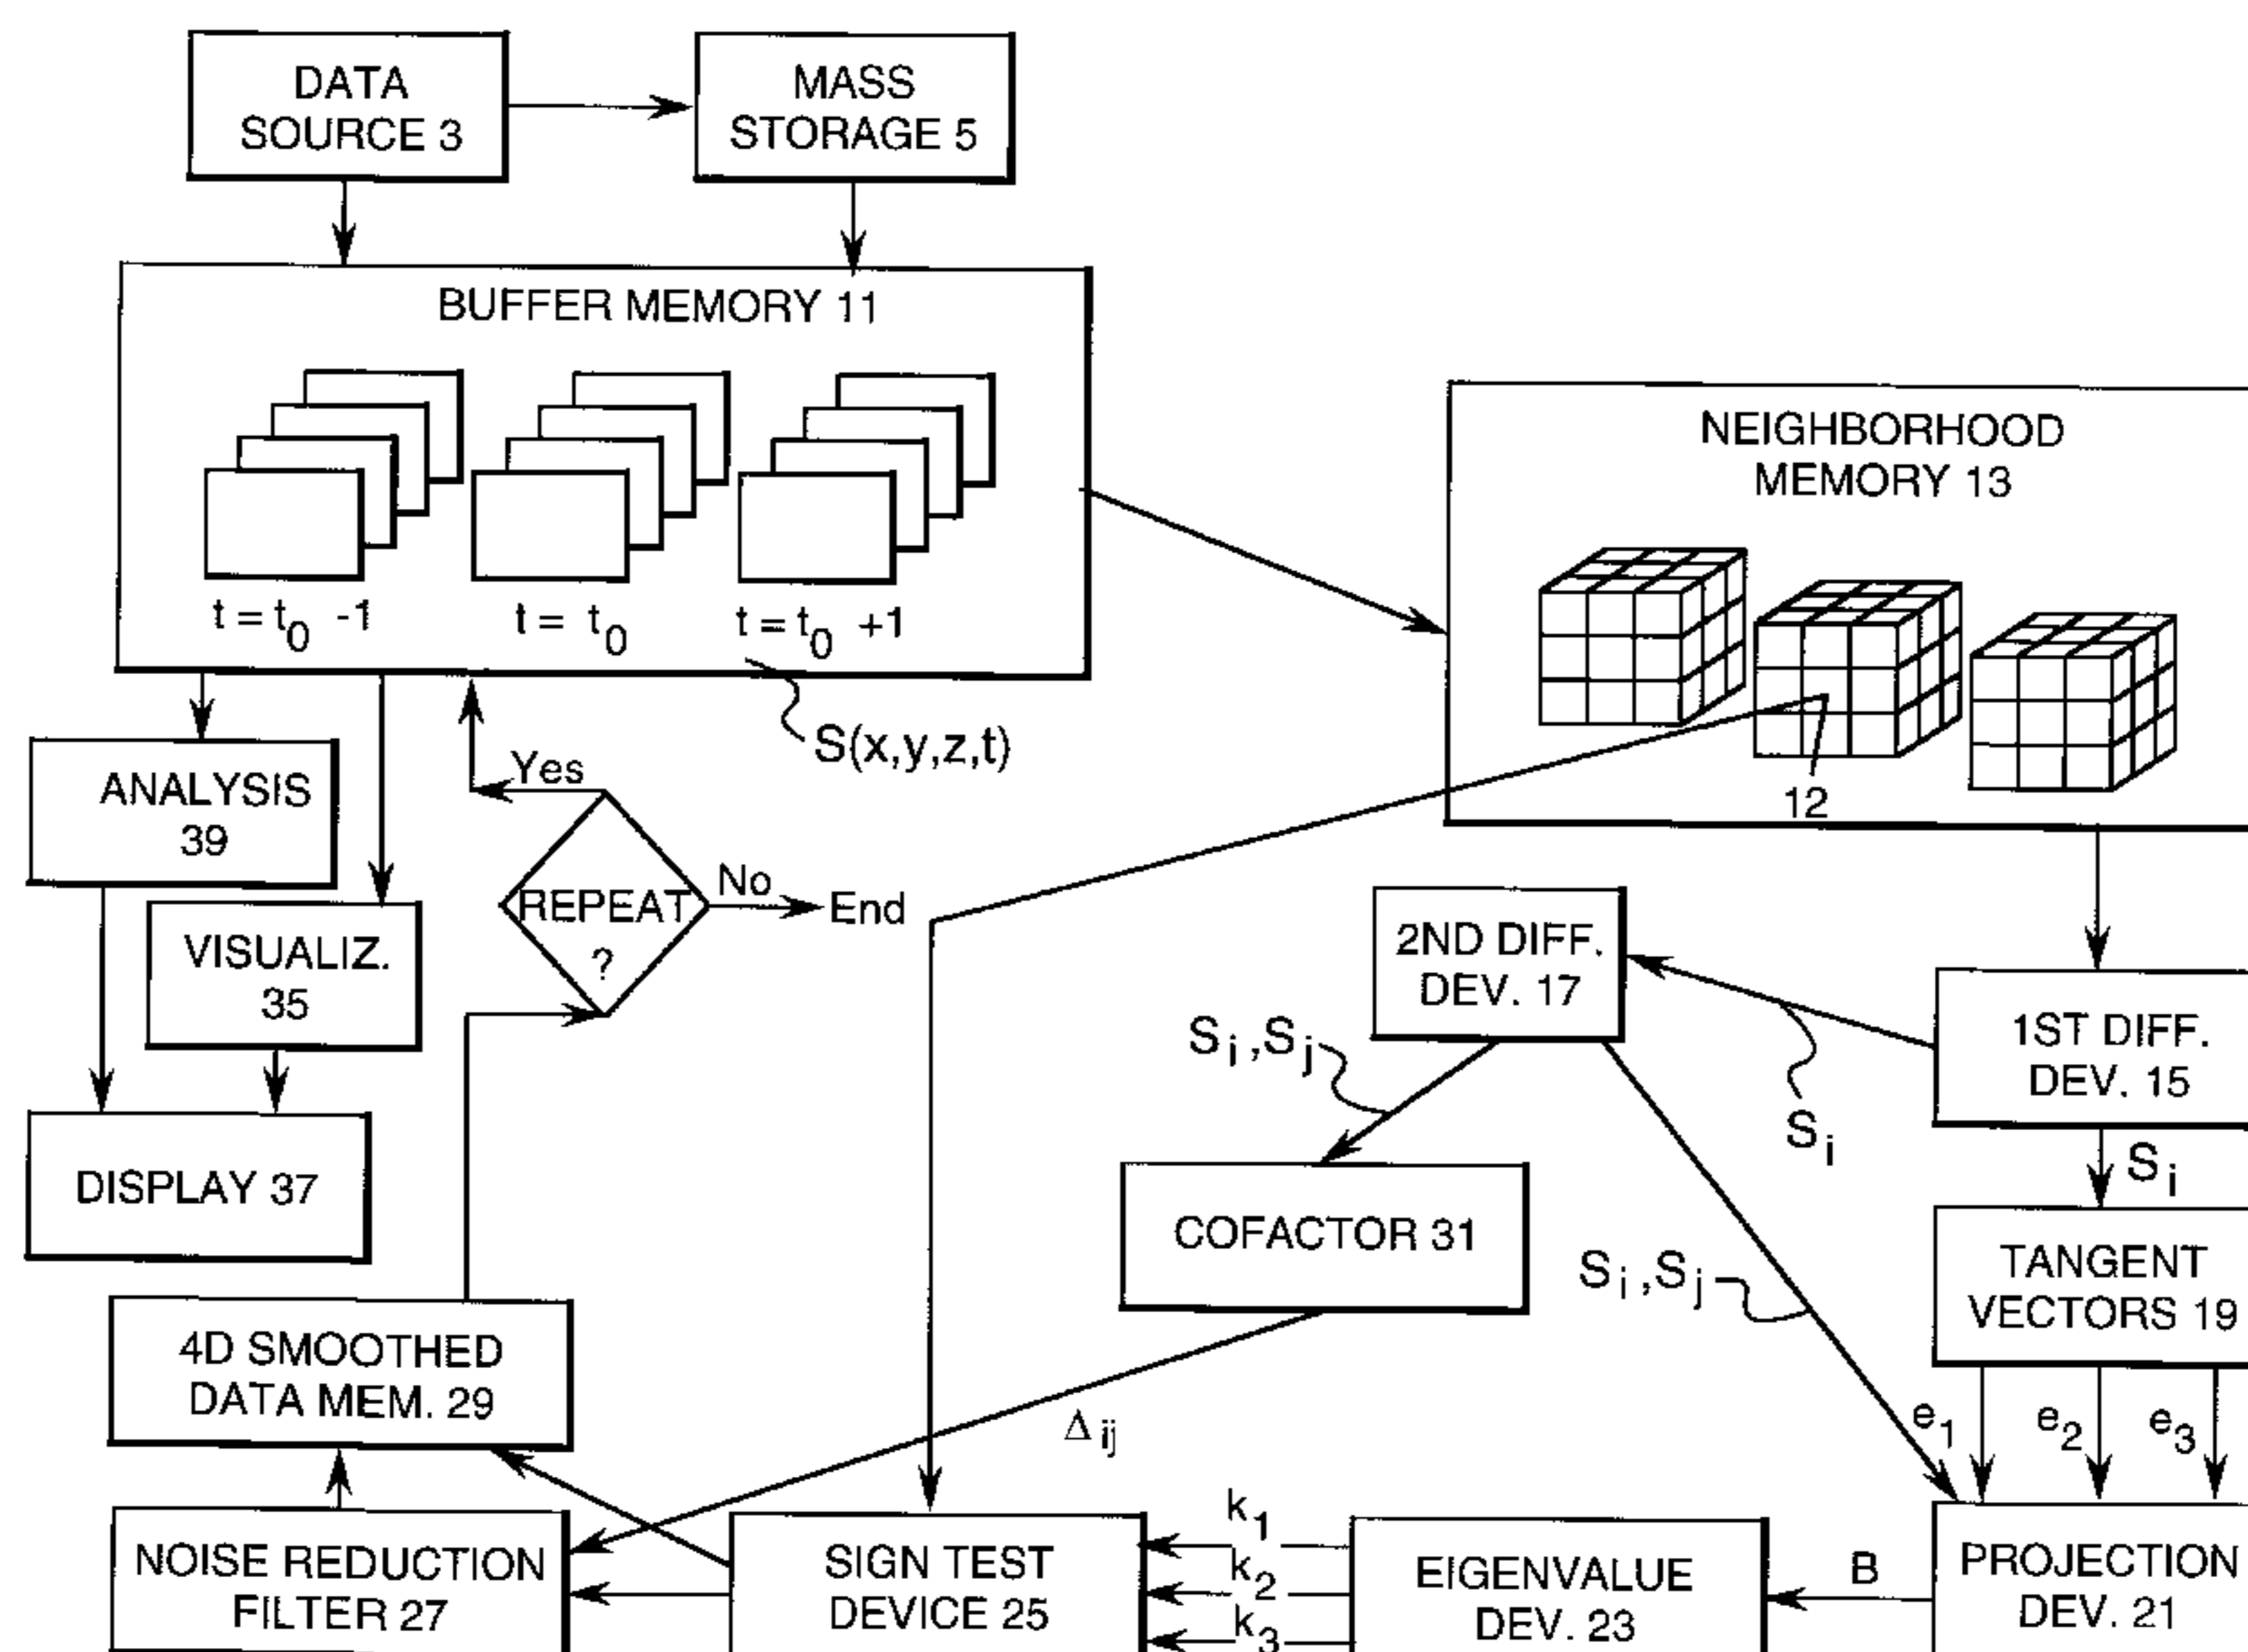 DATA
SOURCE 3
MASS
STORAGE 5
BUFFER MEMORY 11
t = t0 -1
t = t0
t = t0 +1
S(x,y,z,t)
NEIGHBORHOOD
MEMORY 13
12
ANALYSIS
39
VISUALIZ.
35
DISPLAY 37
Yes
REPEAT
?
No
End
2ND DIFF.
DEV. 17
1ST DIFF.
DEV. 15
Si ,Sj
Si
Si
COFACTOR 31
Si ,Sj
TANGENT
VECTORS 19
e1
e2
e3
4D SMOOTHED
DATA MEM. 29
Δij
NOISE REDUCTION
FILTER 27
SIGN TEST
DEVICE 25
k1
k2
k3
EIGENVALUE
DEV. 23
B
PROJECTION
DEV. 21